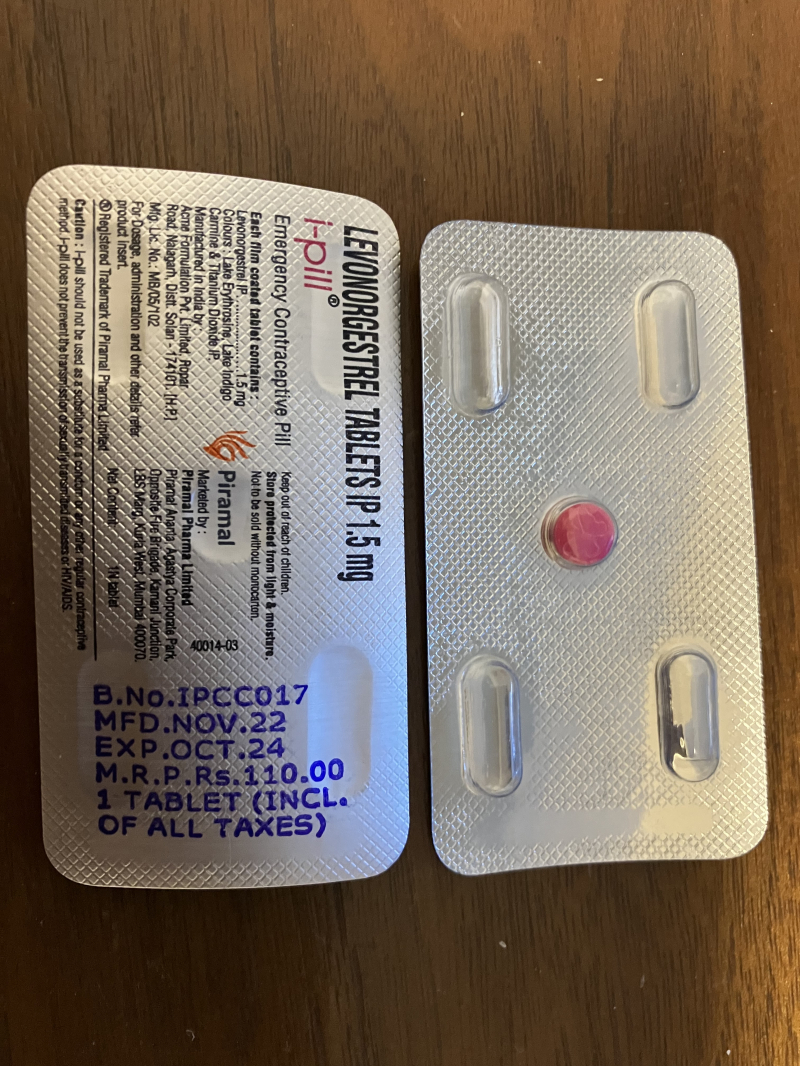 LEVONORGESTREL TABLETS IP 1.5 mg
i-pill®
Emergency Contraceptive Pill
Each film coated tablet contains :
Levonorgestrel IP....................1.5 mg
Colours : Lake Erythrosine, Lake Indigo
Carmine & Titanium Dioxide IP.
Manufactured in India by :
Acme Formulation Pvt. Limited, Ropar
Road, Nalagarh, Distt. Solan - 174101. [H.P.]
Mfg. Lic. No.: MB/05/102
For Dosage, administration and other details refer
product insert.
® Registered Trademark of Piramal Pharma Limited
Keep out of reach of children.
Store protected from light & moisture.
Not to be sold without monocarton.
Piramal
Marketed by :
Piramal Pharma Limited
Piramal Ananta, Agastya Corporate Park,
Opposite Fire Brigade, Kamani Junction,
LBS Marg, Kurla West, Mumbai 400070.
Net Content: 1N tablet
40014-03
Caution : i-pill should not be used as a substitute for a condom or any other regular contraceptive
method. i-pill does not prevent the transmission of sexually transmitted diseases or HIV/AIDS.
B.No.IPCC017
MFD.NOV.22
EXP.OCT.24
M.R.P.Rs.110.00
1 TABLET (INCL.
OF ALL TAXES)